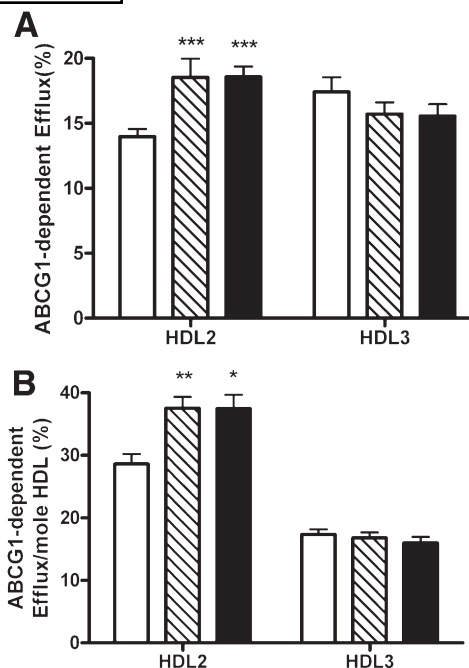 A
ABCG1-dependent Efflux(%)
20
15
10
5
0
*** ***
HDL2 HDL3
B
ABCG1-dependent
Efflux/mole HDL (%)
40
30
20
10
0
** *
HDL2 HDL3